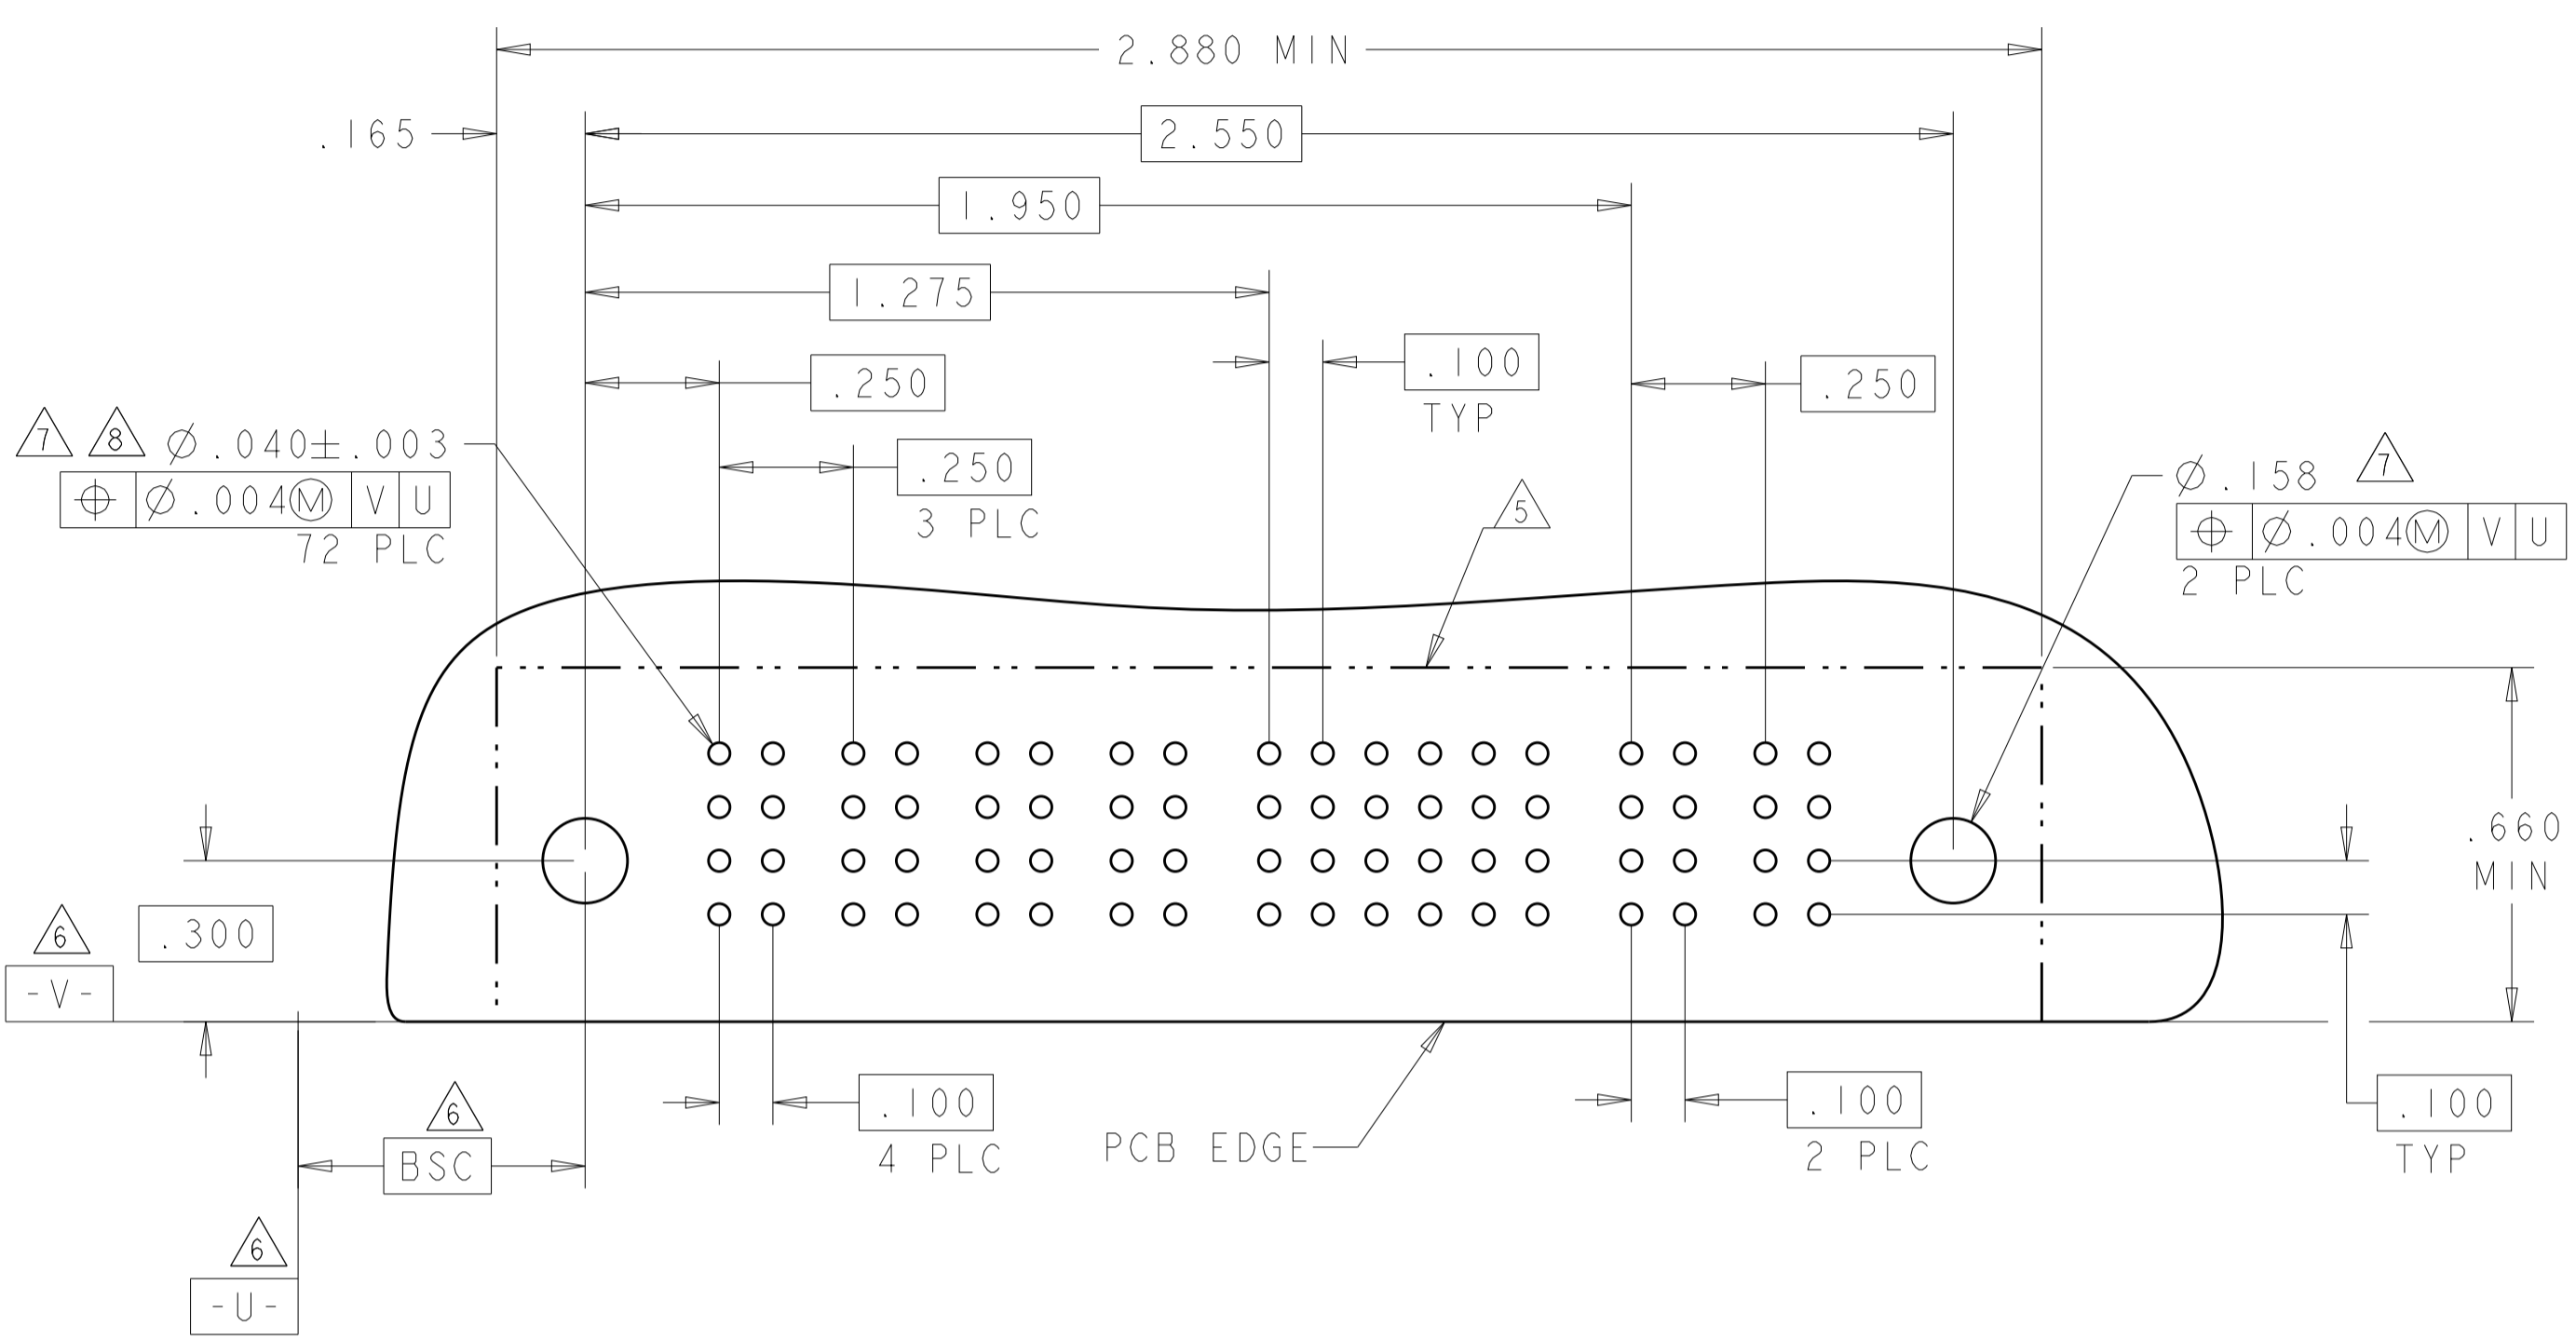 2.880 MIN
.165
2.550
1.950
1.275
.100
TYP
.250
.250
7 8 Ø.040±.003
⌖ Ø.004Ⓜ V U
72 PLC
.250
3 PLC
5
Ø.158 7
⌖ Ø.004Ⓜ V U
2 PLC
.660
MIN
.300
6
-V-
.100
4 PLC
PCB EDGE
.100
2 PLC
.100
TYP
6
BSC
6
-U-